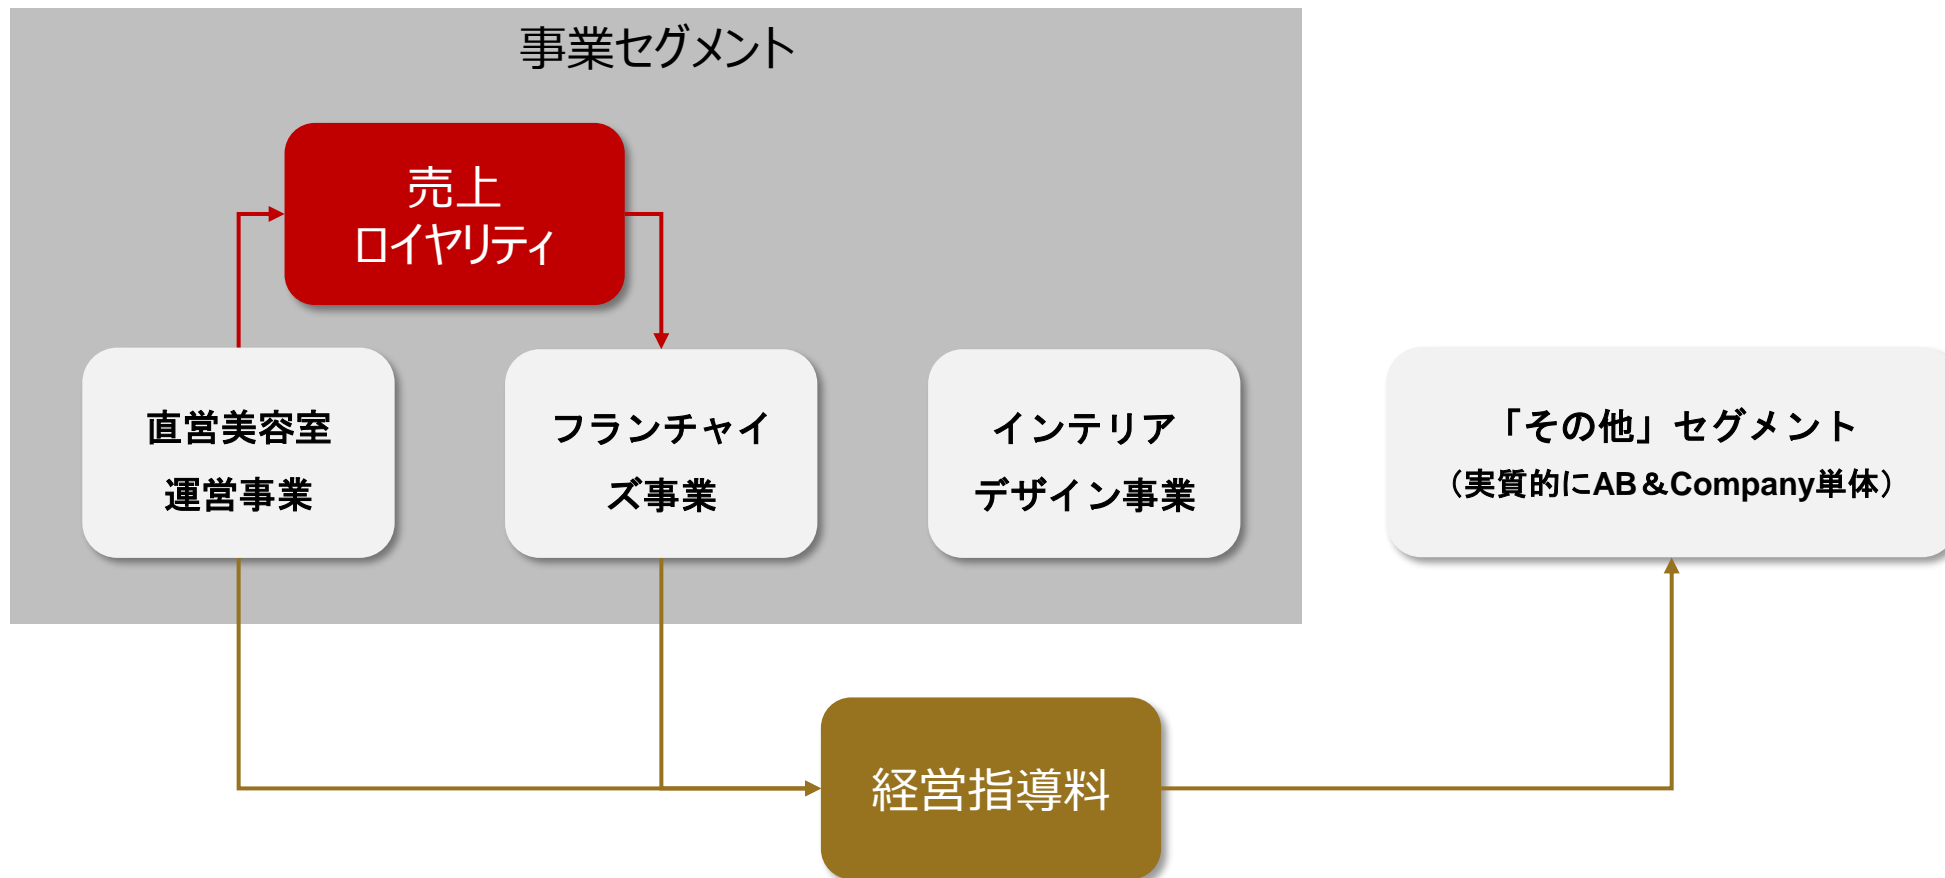 事業セグメント
売上
ロイヤリティ
直営美容室
運営事業
フランチャイ
ズ事業
インテリア
デザイン事業
「その他」セグメント
（実質的にAB＆Company単体）
経営指導料